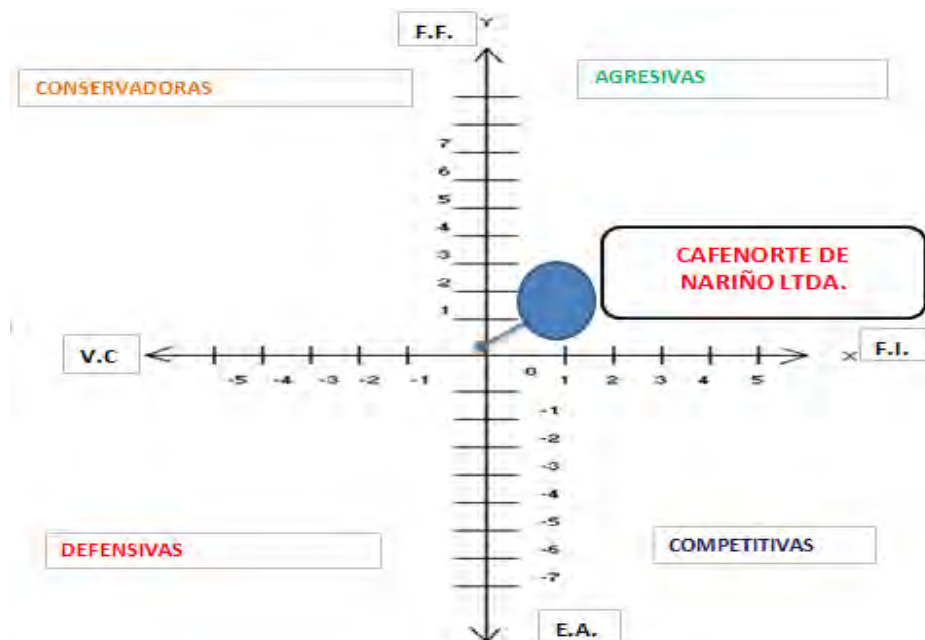 F.F. Y
CONSERVADORAS
AGRESIVAS
7
6
5
4
3
2
1
CAFENORTE DE
NARIÑO LTDA.
V.C
X F.I.
-5 -4 -3 -2 -1 0 1 2 3 4 5
-1
-2
-3
-4
-5
-6
-7
DEFENSIVAS
COMPETITIVAS
E.A.